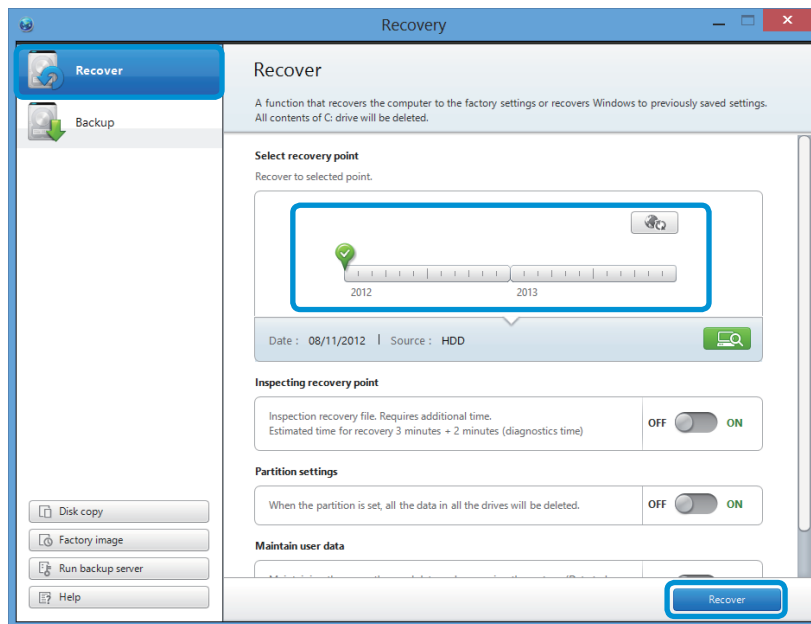 Recovery
Recover
Backup
Disk copy
Factory image
Run backup server
Help
Recover
A function that recovers the computer to the factory settings or recovers Windows to previously saved settings.
All contents of C: drive will be deleted.
Select recovery point
Recover to selected point.
2012 2013
Date : 08/11/2012 | Source : HDD
Inspecting recovery point
Inspection recovery file. Requires additional time.
Estimated time for recovery 3 minutes + 2 minutes (diagnostics time)
OFF ON
Partition settings
When the partition is set, all the data in all the drives will be deleted.
OFF ON
Maintain user data
Recover